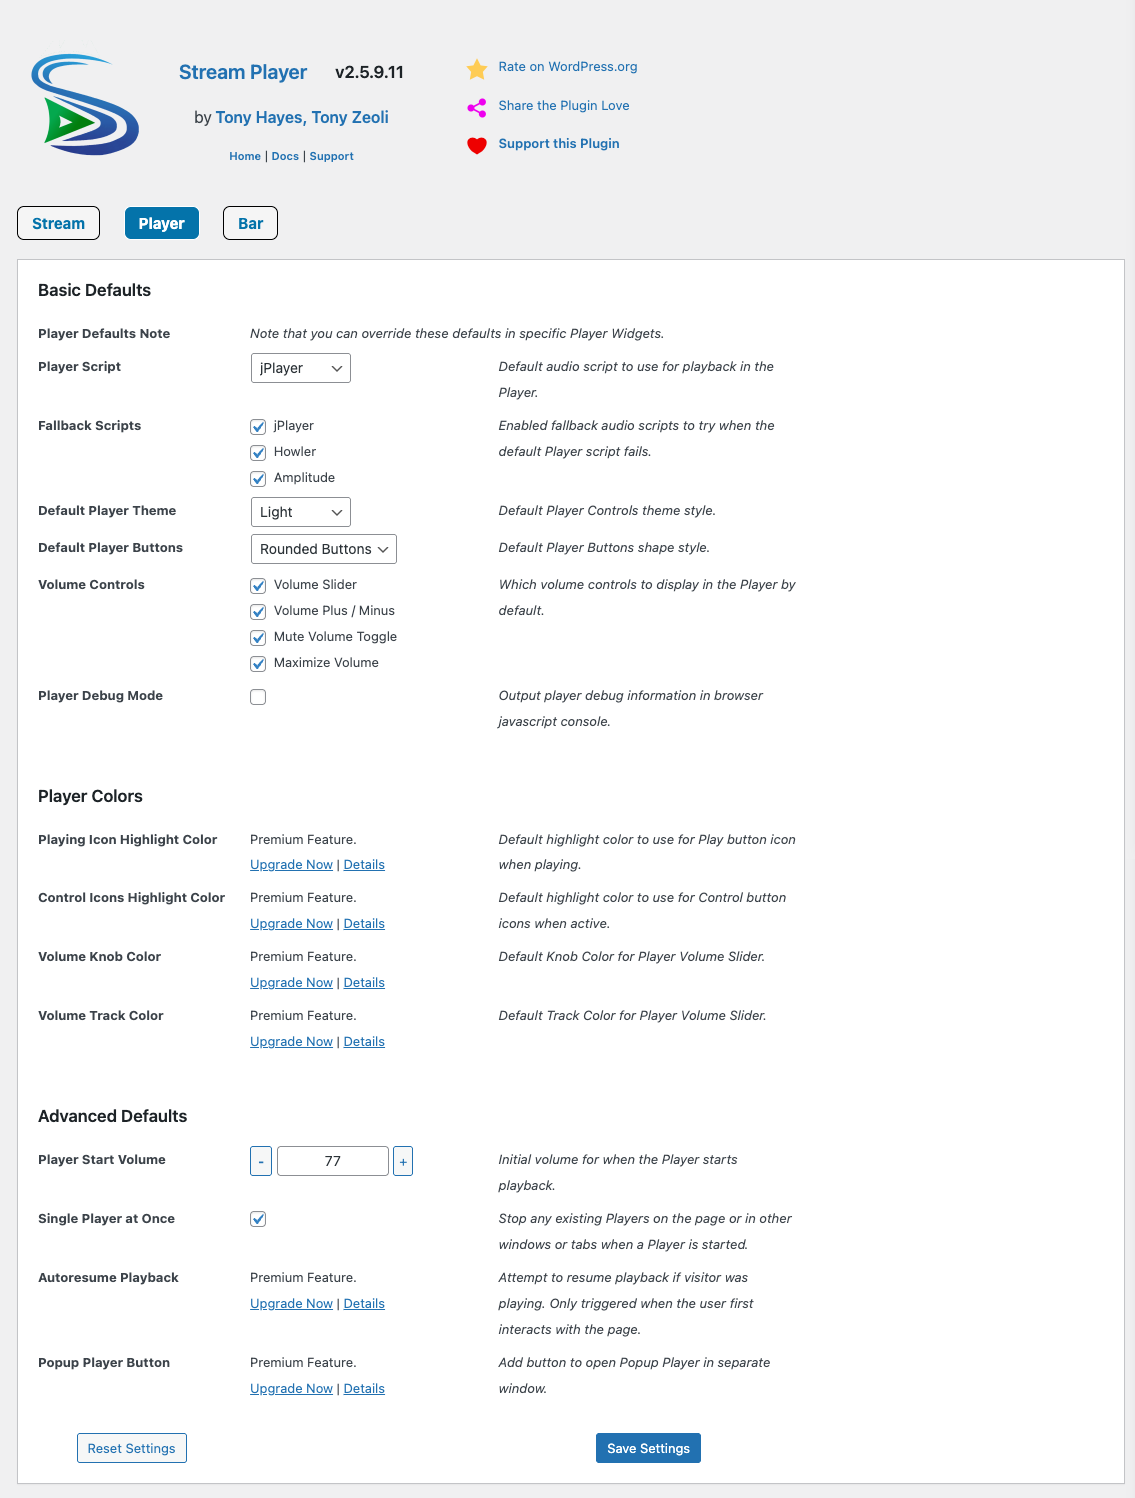 Stream Player v2.5.9.11
by Tony Hayes, Tony Zeoli
Home | Docs | Support
Rate on WordPress.org
Share the Plugin Love
Support this Plugin
Stream
Player
Bar
Basic Defaults
Player Defaults Note
Note that you can override these defaults in specific Player Widgets.
Player Script
jPlayer
Default audio script to use for playback in the
Player.
Fallback Scripts
jPlayer
Howler
Amplitude
Enabled fallback audio scripts to try when the
default Player script fails.
Default Player Theme
Light
Default Player Controls theme style.
Default Player Buttons
Rounded Buttons
Default Player Buttons shape style.
Volume Controls
Volume Slider
Volume Plus / Minus
Mute Volume Toggle
Maximize Volume
Which volume controls to display in the Player by
default.
Player Debug Mode
Output player debug information in browser
javascript console.
Player Colors
Playing Icon Highlight Color
Premium Feature.
Upgrade Now | Details
Default highlight color to use for Play button icon
when playing.
Control Icons Highlight Color
Premium Feature.
Upgrade Now | Details
Default highlight color to use for Control button
icons when active.
Volume Knob Color
Premium Feature.
Upgrade Now | Details
Default Knob Color for Player Volume Slider.
Volume Track Color
Premium Feature.
Upgrade Now | Details
Default Track Color for Player Volume Slider.
Advanced Defaults
Player Start Volume
- 77 +
Initial volume for when the Player starts
playback.
Single Player at Once
Stop any existing Players on the page or in other
windows or tabs when a Player is started.
Autoresume Playback
Premium Feature.
Upgrade Now | Details
Attempt to resume playback if visitor was
playing. Only triggered when the user first
interacts with the page.
Popup Player Button
Premium Feature.
Upgrade Now | Details
Add button to open Popup Player in separate
window.
Reset Settings
Save Settings